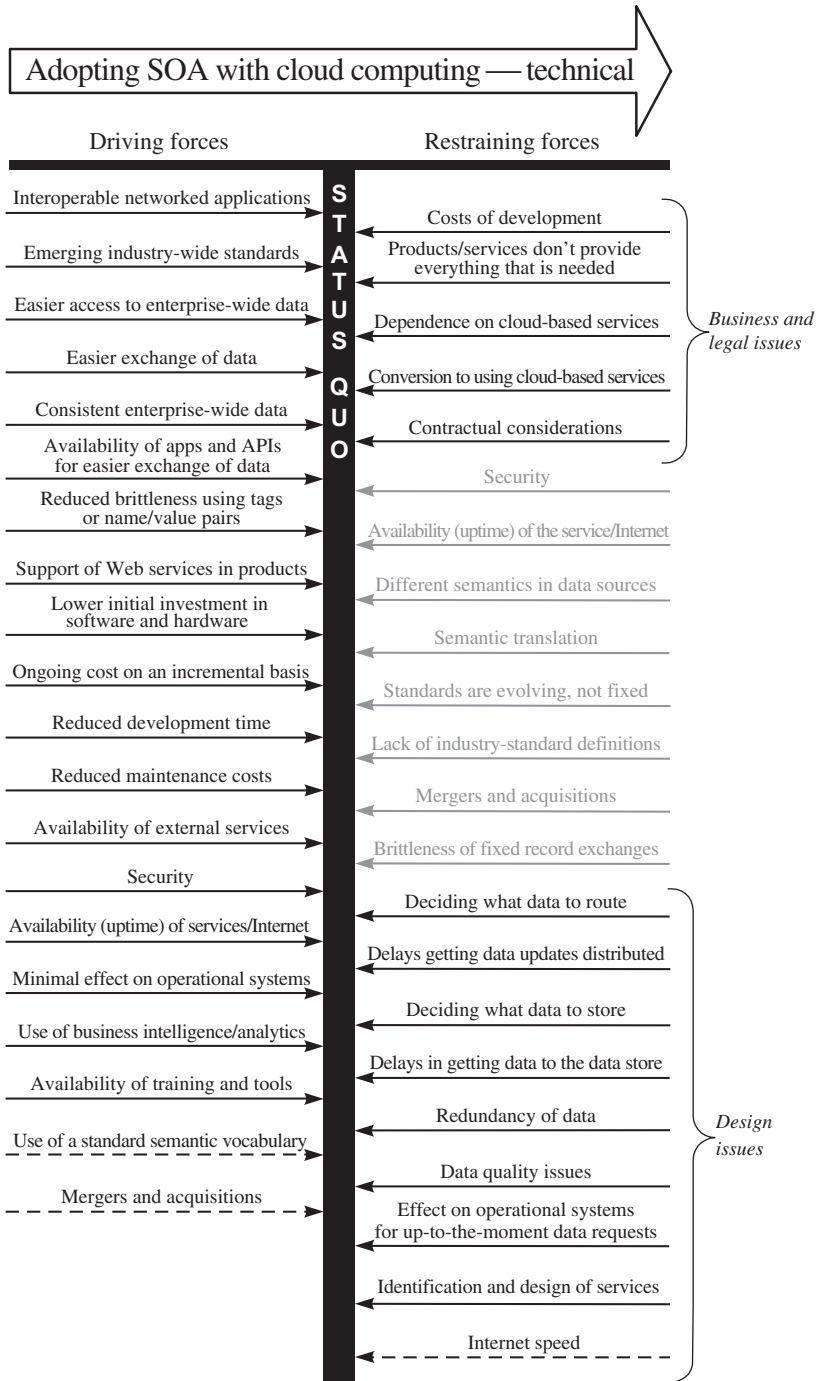 Adopting SOA with cloud computing — technical
Driving forces
Restraining forces
STATUS QUO
Interoperable networked applications
Emerging industry-wide standards
Easier access to enterprise-wide data
Easier exchange of data
Consistent enterprise-wide data
Availability of apps and APIs
for easier exchange of data
Reduced brittleness using tags
or name/value pairs
Support of Web services in products
Lower initial investment in
software and hardware
Ongoing cost on an incremental basis
Reduced development time
Reduced maintenance costs
Availability of external services
Security
Availability (uptime) of services/Internet
Minimal effect on operational systems
Use of business intelligence/analytics
Availability of training and tools
Use of a standard semantic vocabulary
Mergers and acquisitions
Costs of development
Products/services don’t provide
everything that is needed
Dependence on cloud-based services
Conversion to using cloud-based services
Contractual considerations
Business and
legal issues
Security
Availability (uptime) of the service/Internet
Different semantics in data sources
Semantic translation
Standards are evolving, not fixed
Lack of industry-standard definitions
Mergers and acquisitions
Brittleness of fixed record exchanges
Deciding what data to route
Delays getting data updates distributed
Deciding what data to store
Delays in getting data to the data store
Redundancy of data
Data quality issues
Effect on operational systems
for up-to-the-moment data requests
Identification and design of services
Internet speed
Design
issues